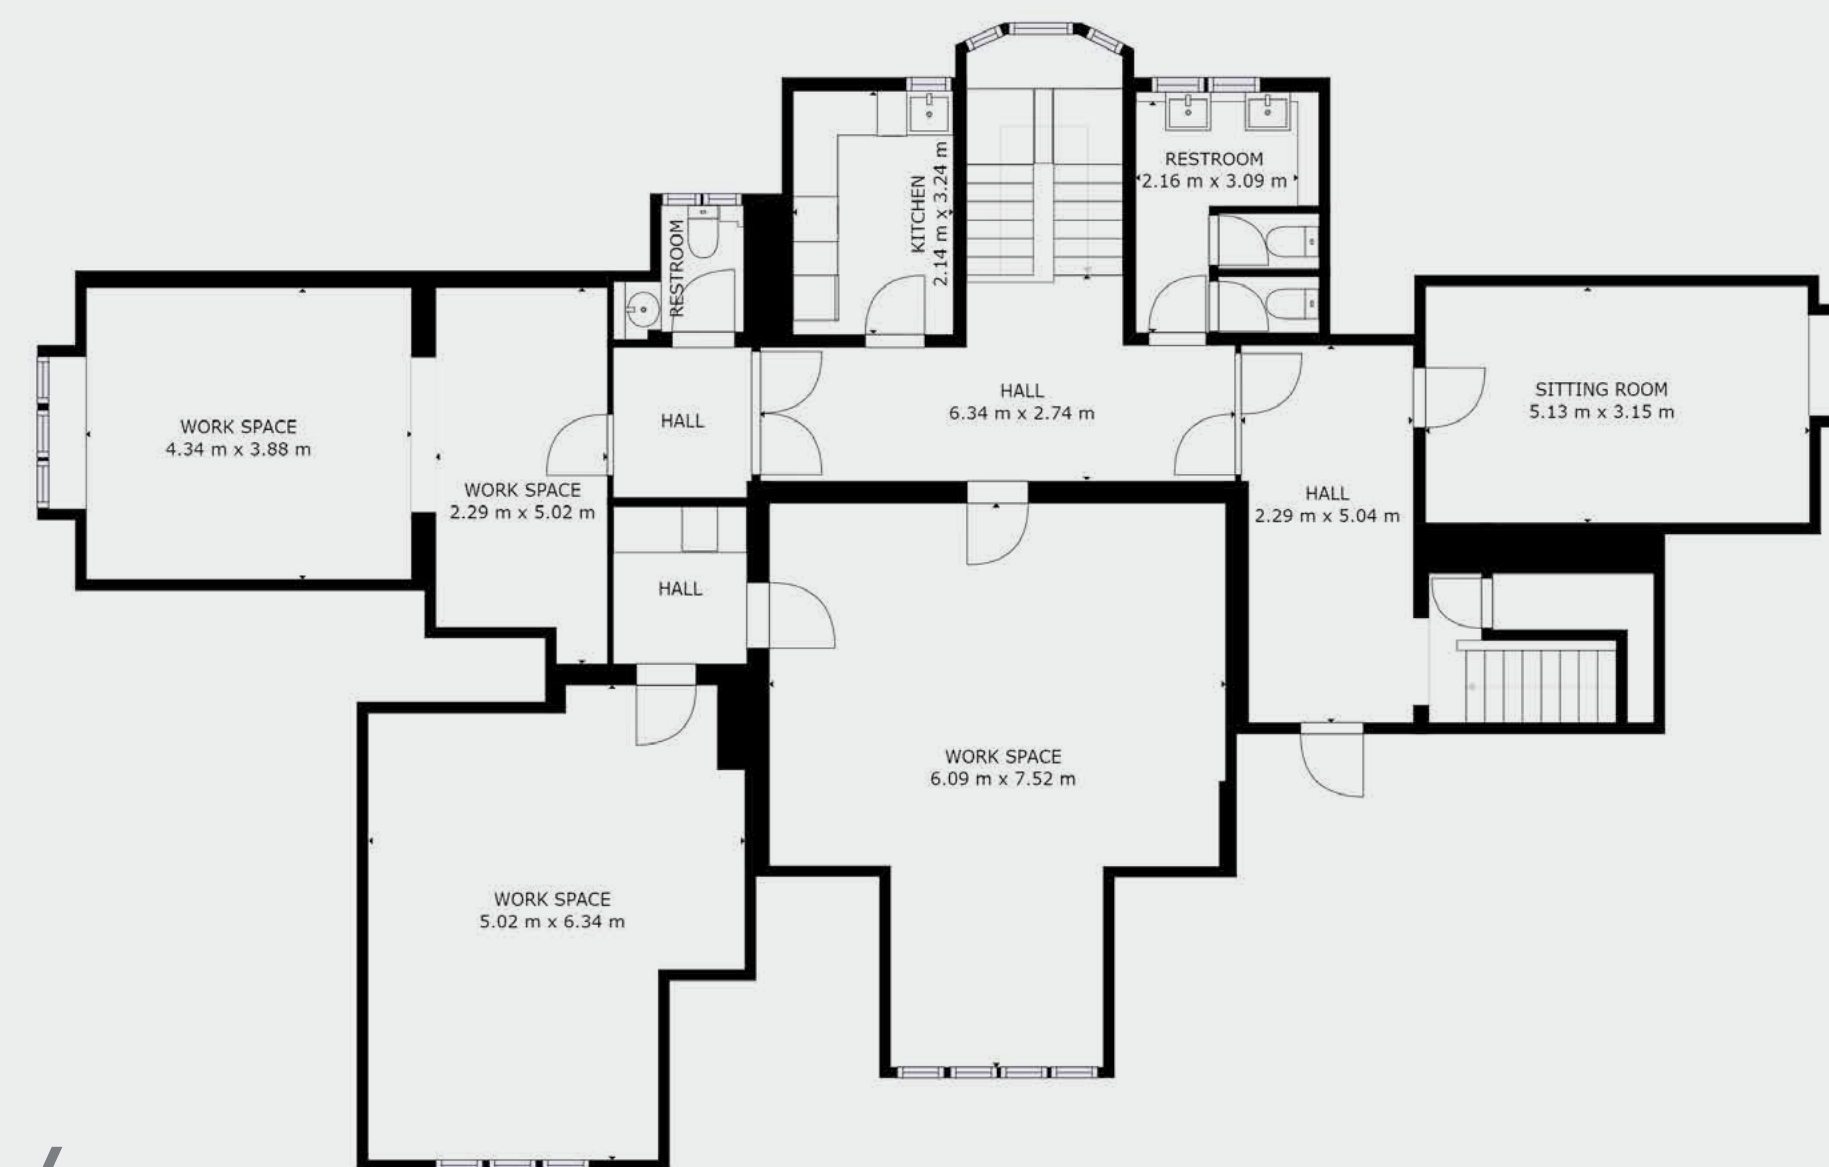 RESTROOM
2.16 m x 3.09 m
KITCHEN
2.14 m x 3.24 m
RESTROOM
HALL
6.34 m x 2.74 m
SITTING ROOM
5.13 m x 3.15 m
WORK SPACE
4.34 m x 3.88 m
HALL
WORK SPACE
2.29 m x 5.02 m
HALL
2.29 m x 5.04 m
HALL
WORK SPACE
6.09 m x 7.52 m
WORK SPACE
5.02 m x 6.34 m